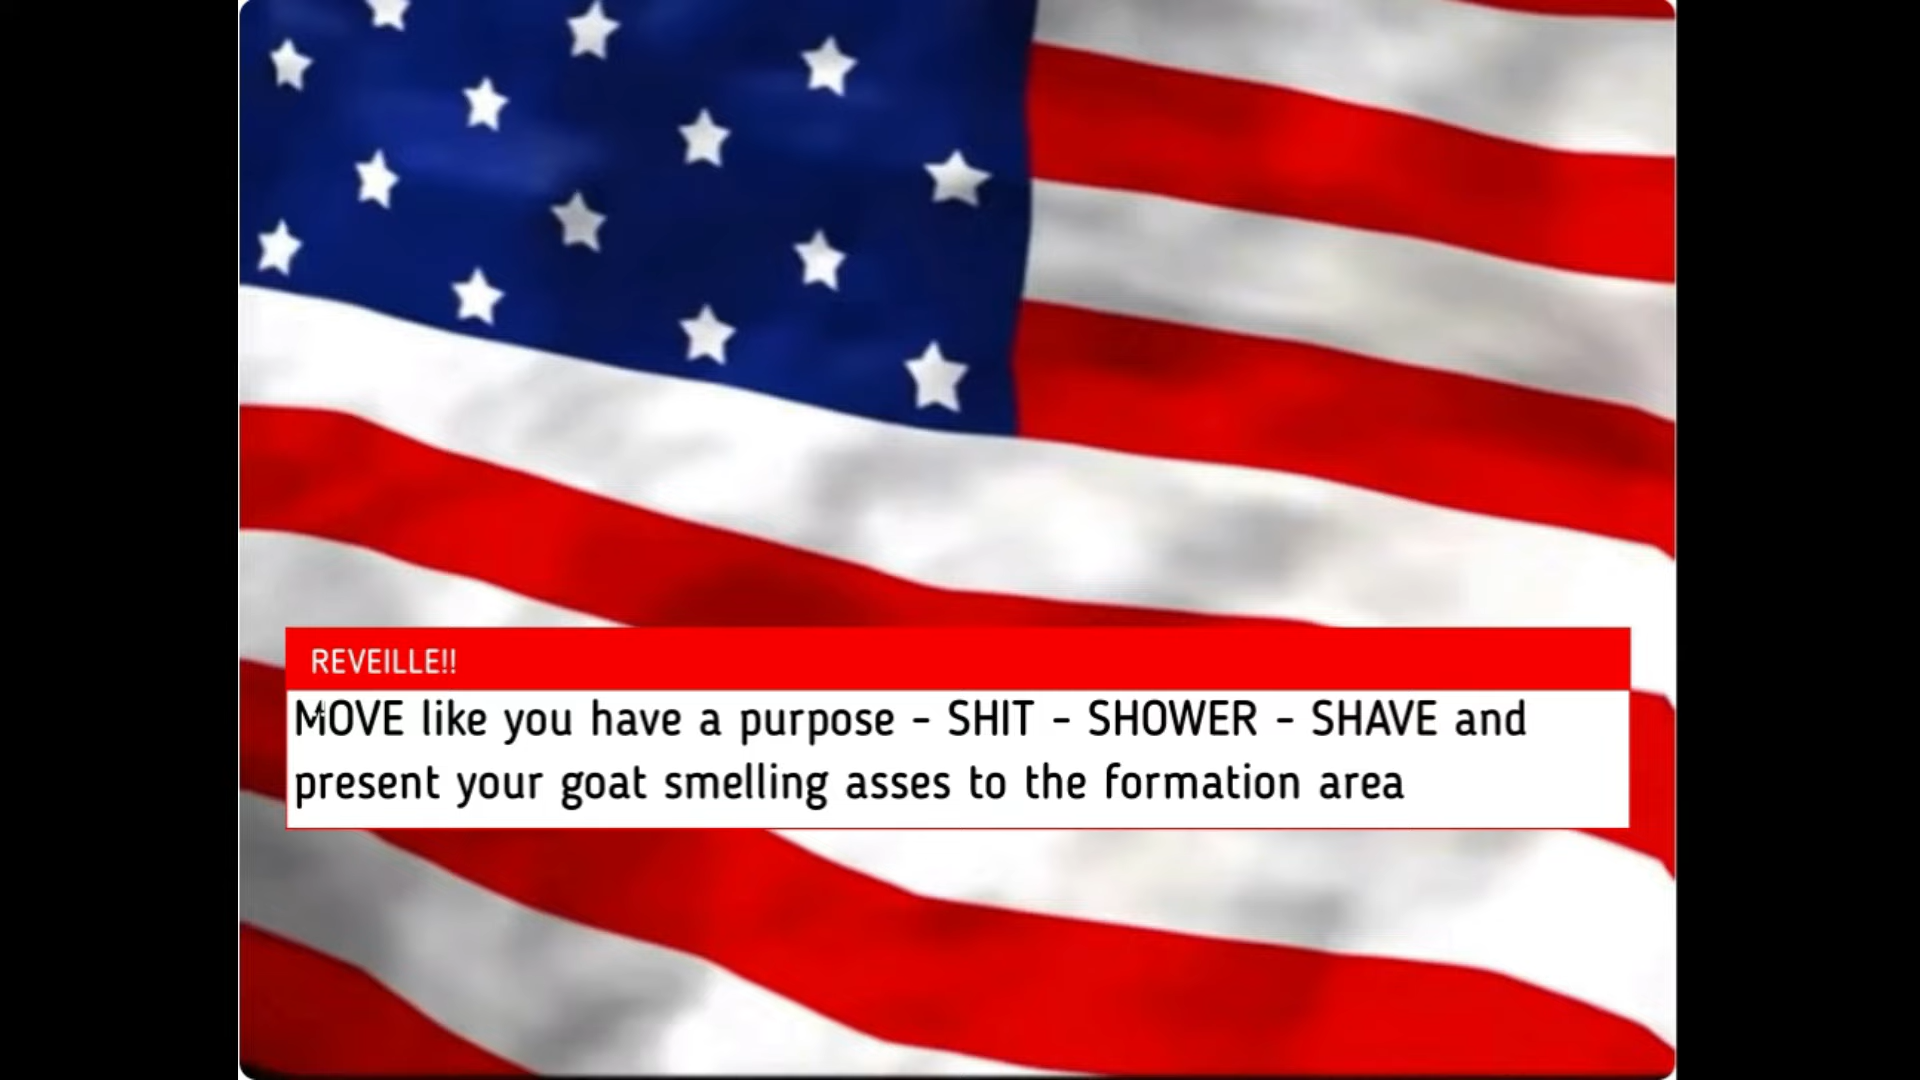 REVEILLE!!
MOVE like you have a purpose - SHIT - SHOWER - SHAVE and
present your goat smelling asses to the formation area